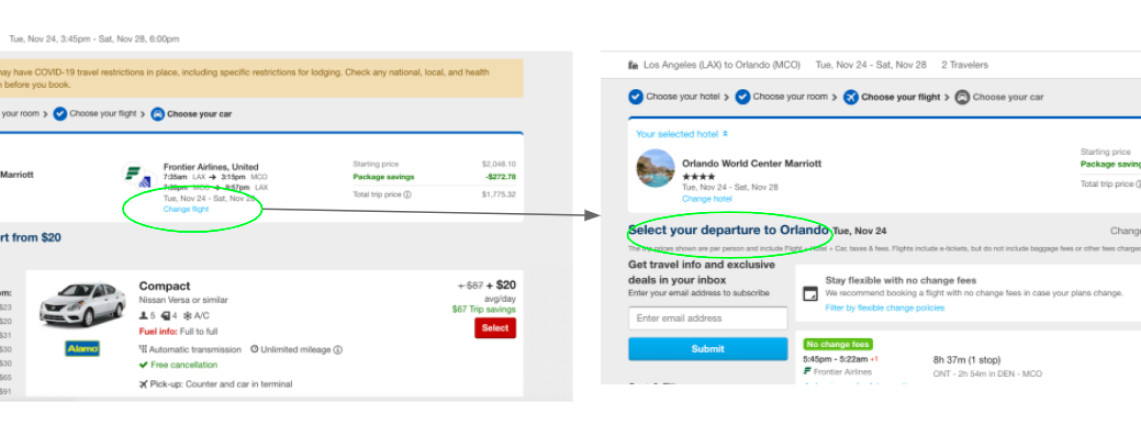 Tue, Nov 24, 3:45pm - Sat, Nov 28, 6:00pm
may have COVID-19 travel restrictions in place, including specific restrictions for lodging. Check any national, local, and health
before you book.
your room > Choose your flight > Choose your car
Marriott
Frontier Airlines, United
7:35am LAX → 3:15pm MCO
MCO → 8:57pm LAX
Tue, Nov 24 - Sat, Nov 28
Change flight
Starting price $2,048.10
Package savings -$272.78
Total trip price $1,775.32
rt from $20
m:
$23
$20
$31
$30
$30
$65
$91
Compact
Nissan Versa or similar
5 4 A/C
Fuel info: Full to full
Automatic transmission Unlimited mileage
Free cancellation
Pick-up: Counter and car in terminal
Alamo
+ $87 + $20
avg/day
$67 Trip savings
Select
Los Angeles (LAX) to Orlando (MCO) Tue, Nov 24 - Sat, Nov 28 2 Travelers
Choose your hotel > Choose your room > Choose your flight > Choose your car
Your selected hotel
Orlando World Center Marriott
★★★★
Tue, Nov 24 - Sat, Nov 28
Change hotel
Starting price
Package saving
Total trip price
Select your departure to Orlando Tue, Nov 24
Change
The trip prices shown are per person and include Flight + Hotel + Car, taxes & fees. Flights include e-tickets, but do not include baggage fees or other fees charged
Get travel info and exclusive
deals in your inbox
Enter your email address to subscribe
Enter email address
Submit
Stay flexible with no change fees
We recommend booking a flight with no change fees in case your plans change.
Filter by flexible change policies
No change fees
5:45pm - 5:22am +1
Frontier Airlines
8h 37m (1 stop)
ONT - 2h 54m in DEN - MCO